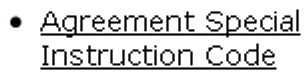 • Agreement Special
Instruction Code